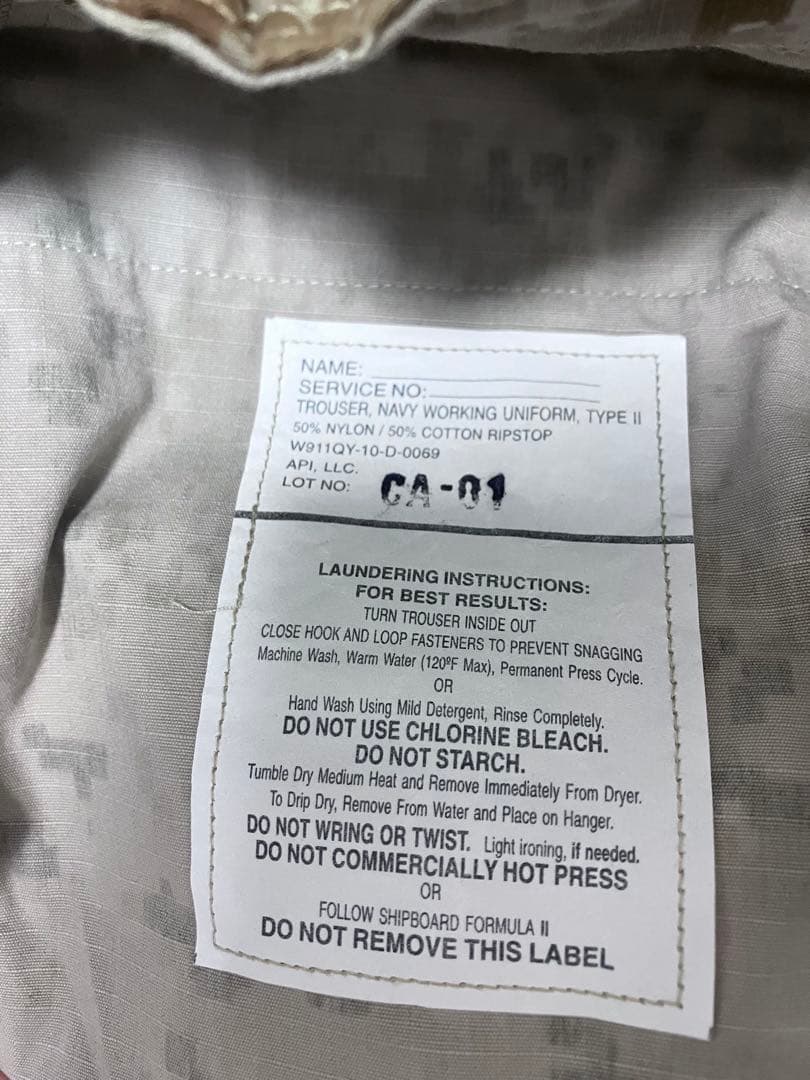 NAME:
SERVICE NO:
TROUSER, NAVY WORKING UNIFORM, TYPE II
50% NYLON / 50% COTTON RIPSTOP
W911QY-10-D-0069
API, LLC.
LOT NO: CA-01
LAUNDERING INSTRUCTIONS:
FOR BEST RESULTS:
TURN TROUSER INSIDE OUT
CLOSE HOOK AND LOOP FASTENERS TO PREVENT SNAGGING
Machine Wash, Warm Water (120ºF Max), Permanent Press Cycle.
OR
Hand Wash Using Mild Detergent, Rinse Completely.
DO NOT USE CHLORINE BLEACH.
DO NOT STARCH.
Tumble Dry Medium Heat and Remove Immediately From Dryer.
To Drip Dry, Remove From Water and Place on Hanger.
DO NOT WRING OR TWIST. Light ironing, if needed.
DO NOT COMMERCIALLY HOT PRESS
OR
FOLLOW SHIPBOARD FORMULA II
DO NOT REMOVE THIS LABEL